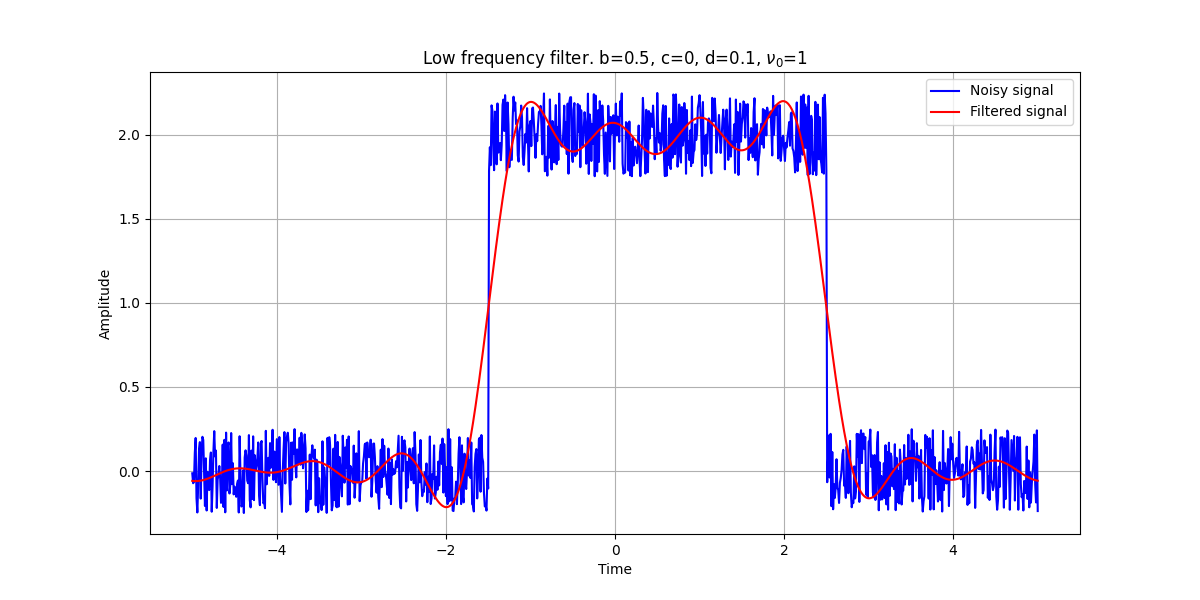 Low frequency filter. b=0.5, c=0, d=0.1, ν₀=1
Noisy signal
Filtered signal
Amplitude
2.0
1.5
1.0
0.5
0.0
−4
−2
0
2
4
Time